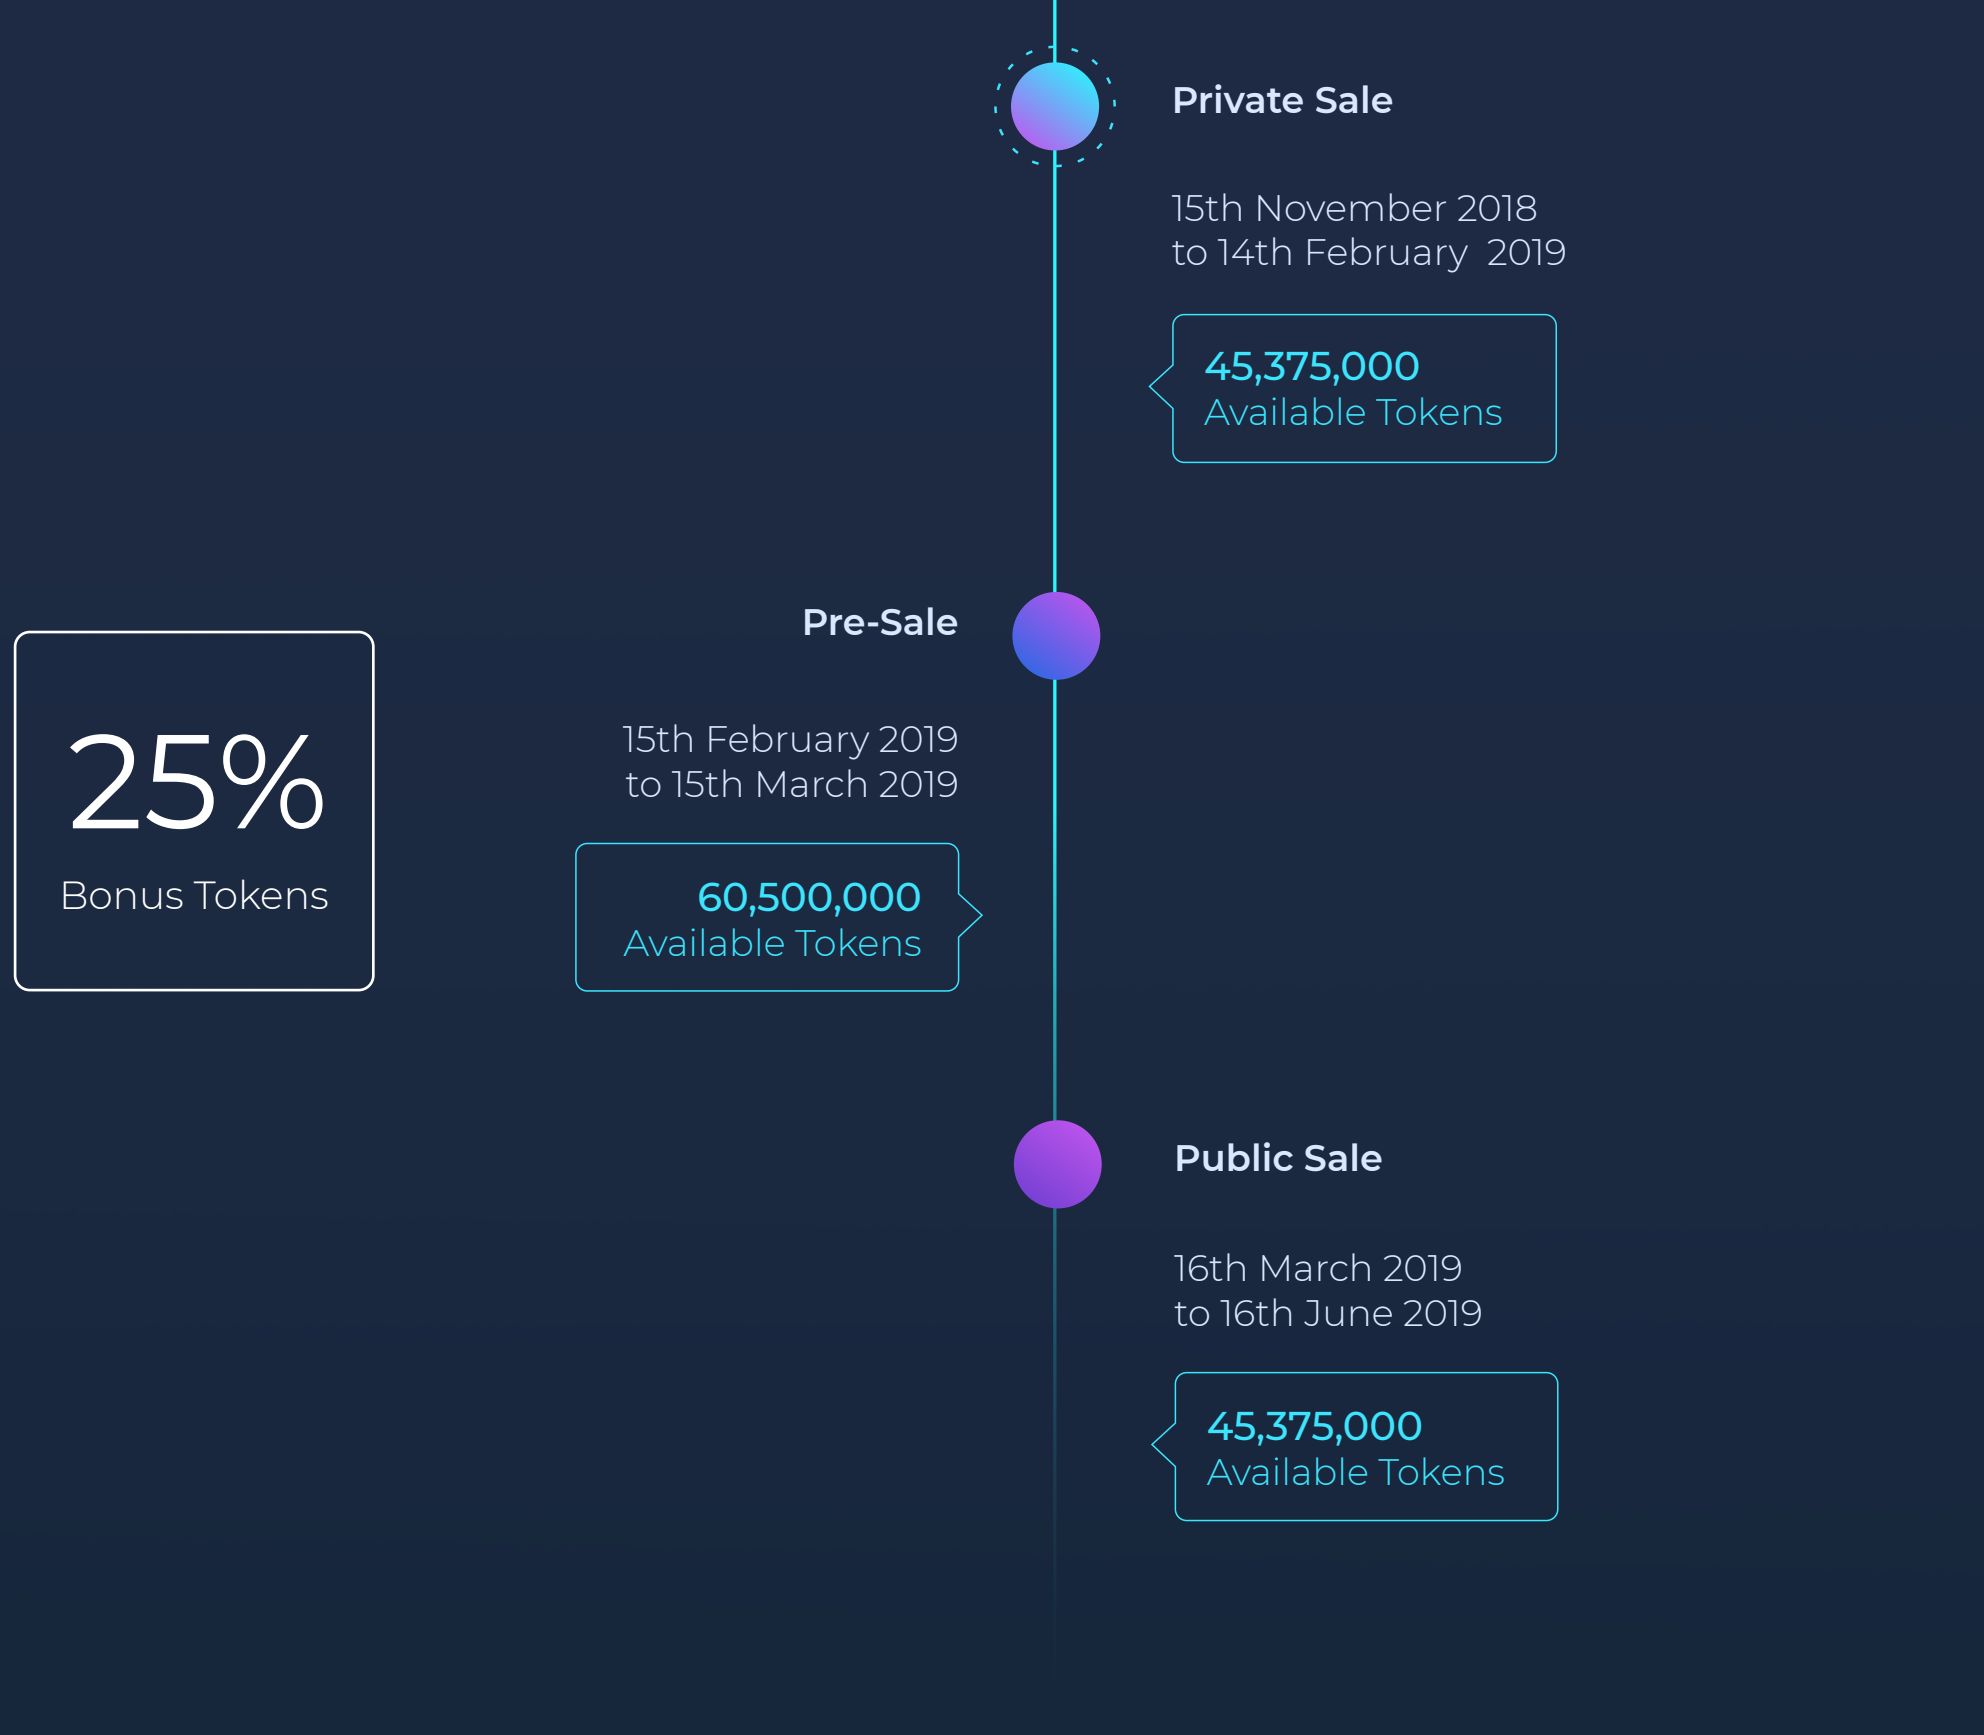 Private Sale
15th November 2018
to 14th February  2019
45,375,000
Available Tokens
Pre-Sale
15th February 2019
to 15th March 2019
60,500,000
Available Tokens
25%
Bonus Tokens
Public Sale
16th March 2019
to 16th June 2019
45,375,000
Available Tokens